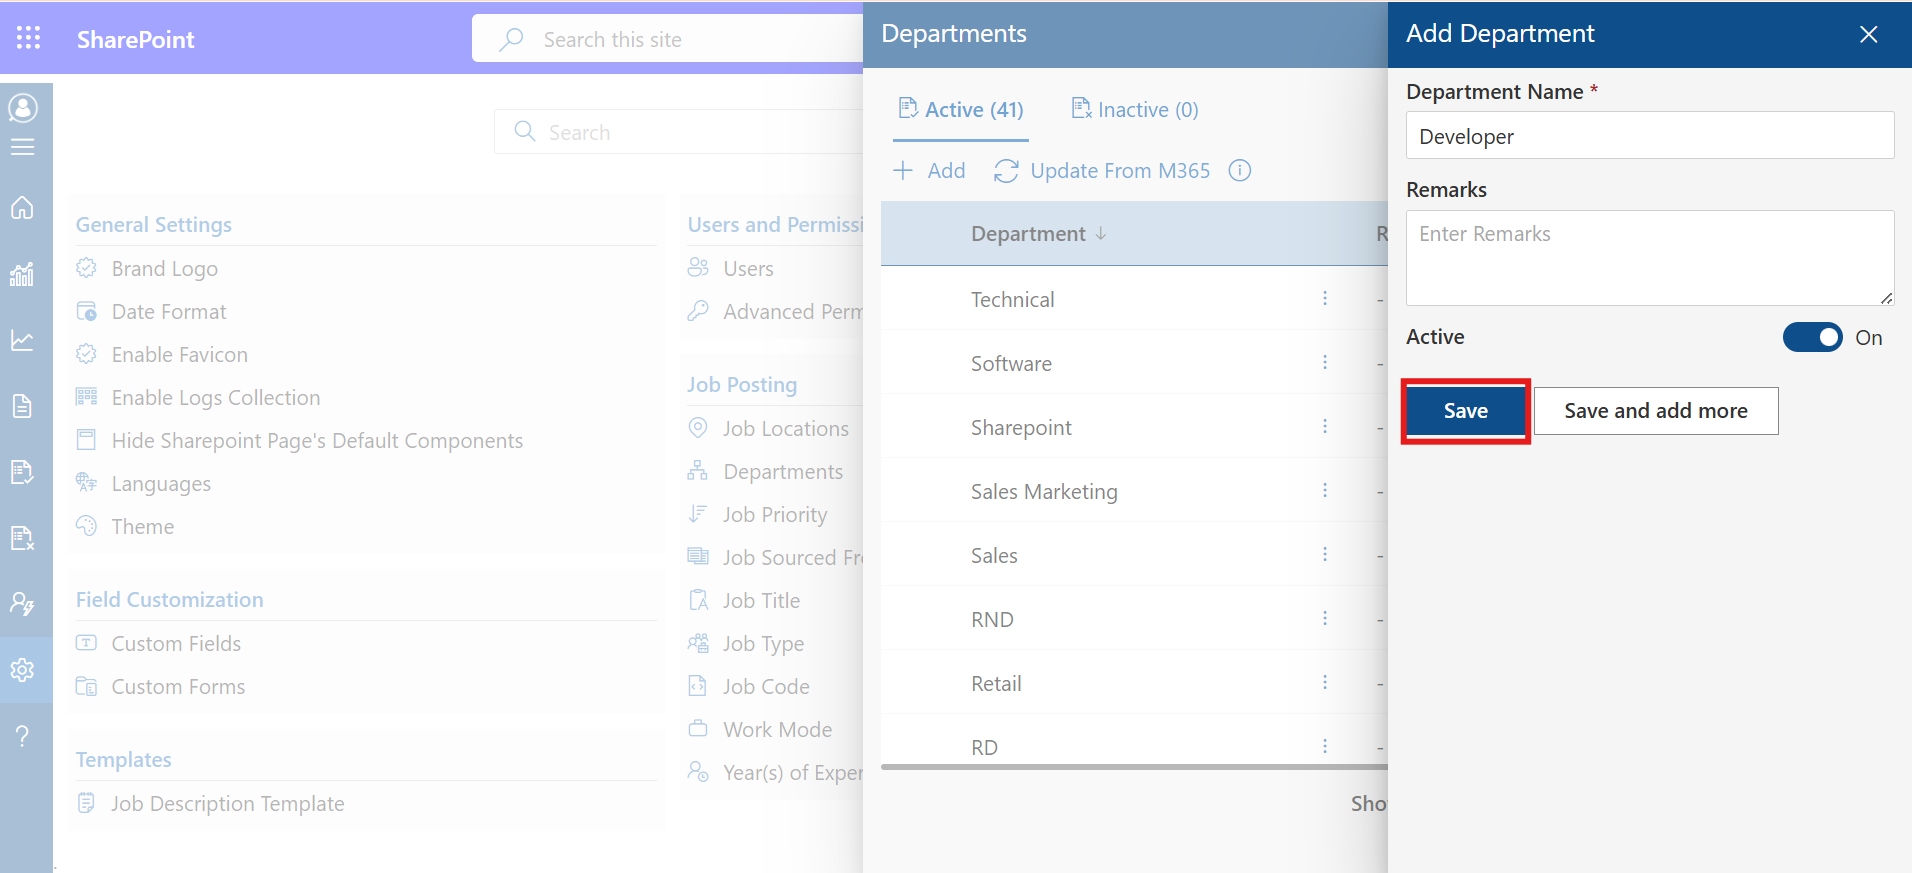 SharePoint
Search this site
Search
General Settings
Brand Logo
Date Format
Enable Favicon
Enable Logs Collection
Hide Sharepoint Page's Default Components
Languages
Theme
Field Customization
Custom Fields
Custom Forms
Templates
Job Description Template
Users and Permissi
Users
Advanced Perm
Job Posting
Job Locations
Departments
Job Priority
Job Sourced Fr
Job Title
Job Type
Job Code
Work Mode
Year(s) of Exper
Departments
Active (41) Inactive (0)
Add Update From M365
Department ↓ R
Technical -
Software -
Sharepoint -
Sales Marketing -
Sales -
RND -
Retail -
RD -
Sho
Add Department
Department Name *
Developer
Remarks
Enter Remarks
Active On
Save Save and add more